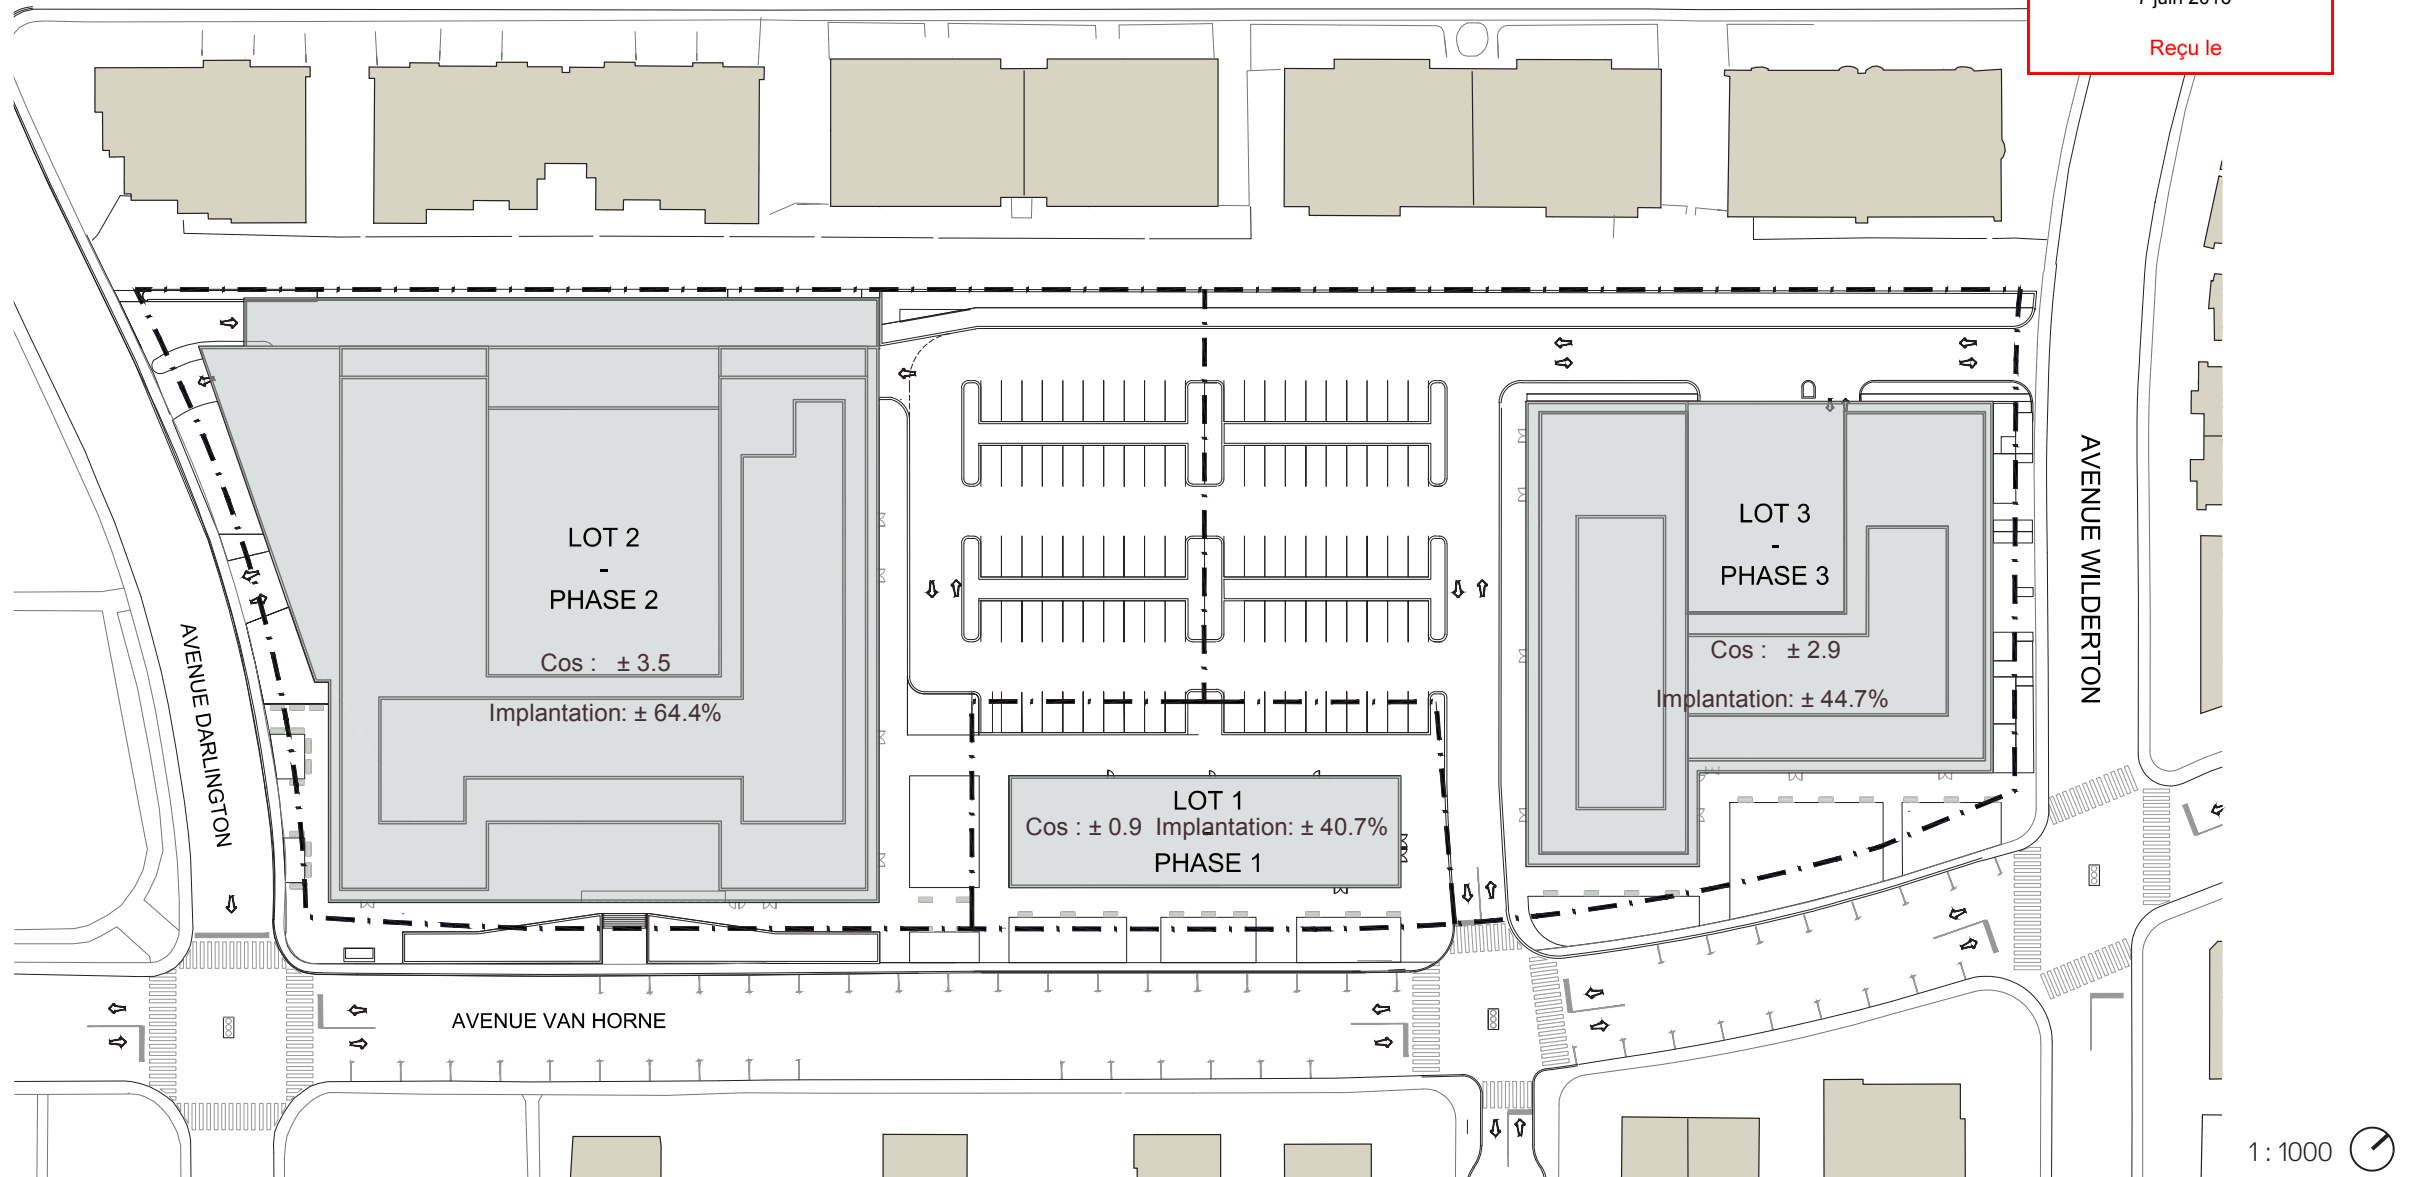 Reçu le
LOT 2
-
PHASE 2
Cos : ± 3.5
Implantation: ± 64.4%
LOT 3
-
PHASE 3
Cos : ± 2.9
Implantation: ± 44.7%
LOT 1
Cos : ± 0.9 Implantation: ± 40.7%
PHASE 1
AVENUE DARLINGTON
AVENUE WILDERTON
AVENUE VAN HORNE
1 : 1000